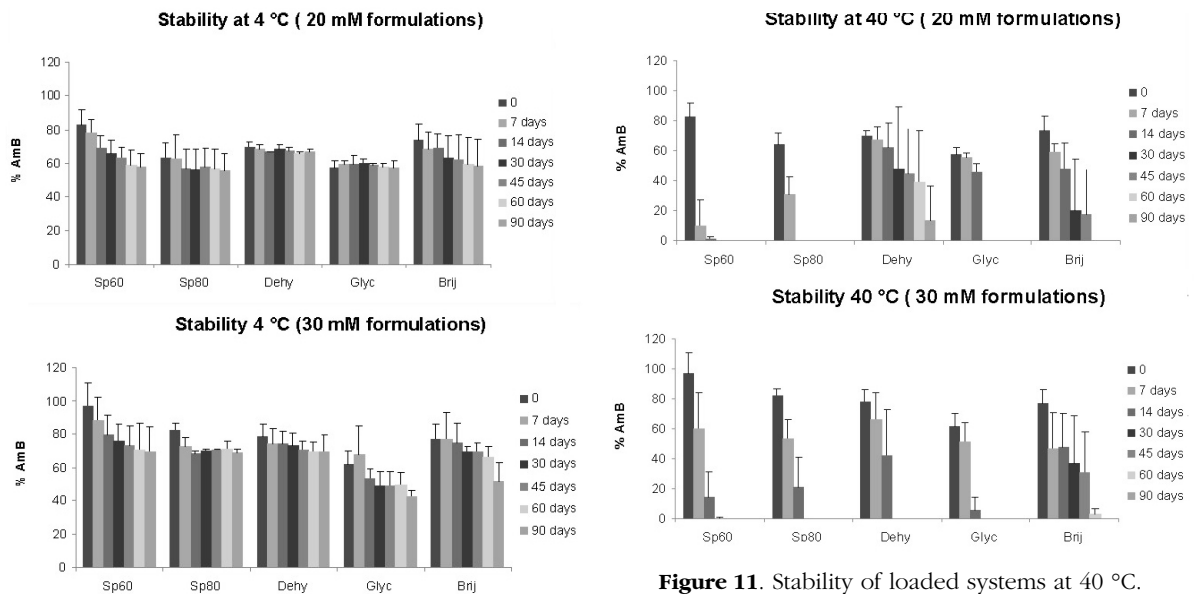 Stability at 4 °C ( 20 mM formulations)
% AmB
120
100
80
60
40
20
0
Sp60 Sp80 Dehy Glyc Brij
0
7 days
14 days
30 days
45 days
60 days
90 days
Stability at 40 °C ( 20 mM formulations)
% AmB
120
100
80
60
40
20
0
Sp60 Sp80 Dehy Glyc Brij
0
7 days
14 days
30 days
45 days
60 days
90 days
Stability 4 °C (30 mM formulations)
% AmB
120
100
80
60
40
20
0
Sp60 Sp80 Dehy Glyc Brij
0
7 days
14 days
30 days
45 days
60 days
90 days
Stability 40 °C ( 30 mM formulations)
% AmB
120
100
80
60
40
20
0
Sp60 Sp80 Dehy Glyc Brij
0
7 days
14 days
30 days
45 days
60 days
90 days
Figure 11. Stability of loaded systems at 40 °C.